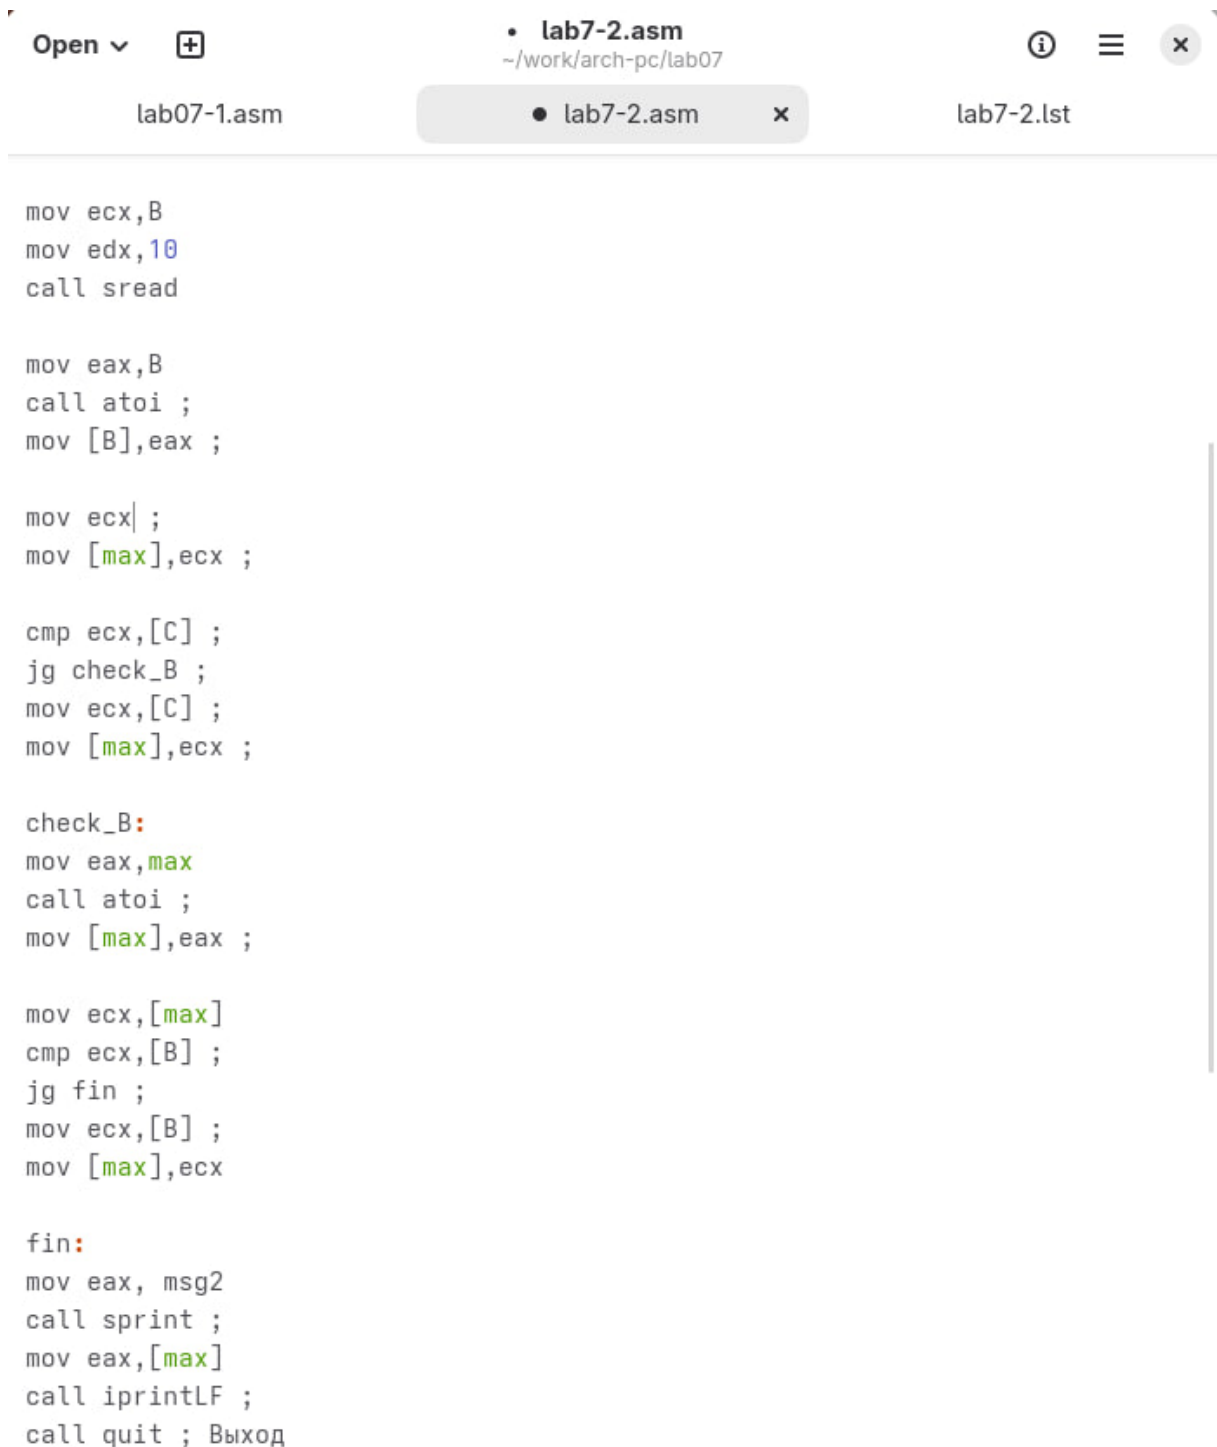 Open
• lab7-2.asm
~/work/arch-pc/lab07
lab07-1.asm
● lab7-2.asm
lab7-2.lst
mov ecx,B
mov edx,10
call sread
mov eax,B
call atoi ;
mov [B],eax ;
mov ecx ;
mov [max],ecx ;
cmp ecx,[C] ;
jg check_B ;
mov ecx,[C] ;
mov [max],ecx ;
check_B:
mov eax,max
call atoi ;
mov [max],eax ;
mov ecx,[max]
cmp ecx,[B] ;
jg fin ;
mov ecx,[B] ;
mov [max],ecx
fin:
mov eax, msg2
call sprint ;
mov eax,[max]
call iprintLF ;
call quit ; Выход